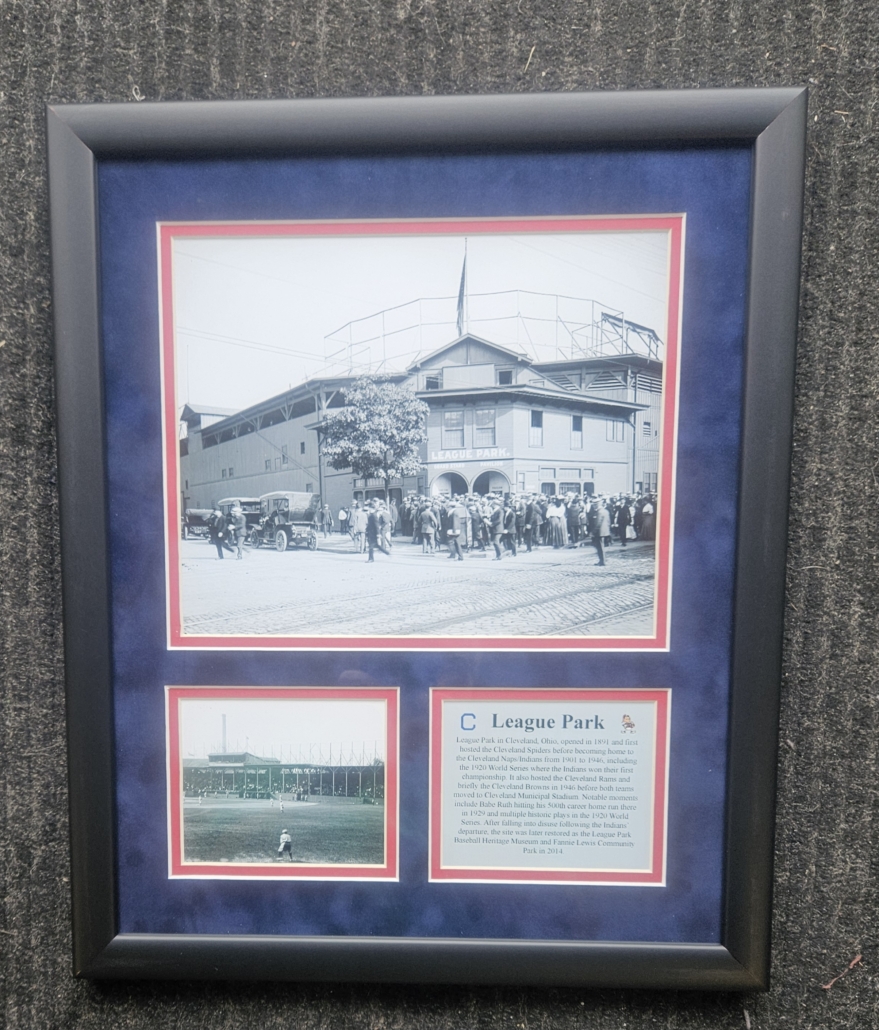 LEAGUE PARK.
C League Park
League Park in Cleveland, Ohio, opened in 1891 and first
hosted the Cleveland Spiders before becoming home to
the Cleveland Naps/Indians from 1901 to 1946, including
the 1920 World Series where the Indians won their first
championship. It also hosted the Cleveland Rams and
briefly the Cleveland Browns in 1946 before both teams
moved to Cleveland Municipal Stadium. Notable moments
include Babe Ruth hitting his 500th career home run there
in 1929 and multiple historic plays in the 1920 World
Series. After falling into disuse following the Indians'
departure, the site was later restored as the League Park
Baseball Heritage Museum and Fannie Lewis Community
Park in 2014.